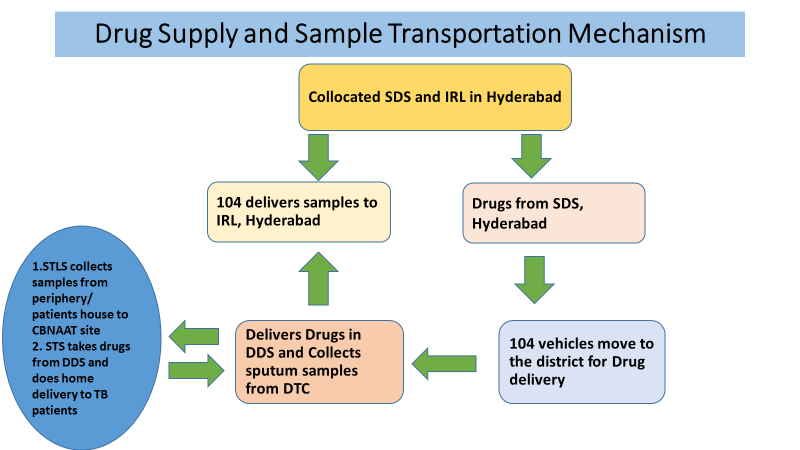 Drug Supply and Sample Transportation Mechanism
Collocated SDS and IRL in Hyderabad
104 delivers samples to
IRL, Hyderabad
Drugs from SDS,
Hyderabad
1.STLS collects
samples from
periphery/
patients house to
CBNAAT site
2. STS takes drugs
from DDS and
does home
delivery to TB
patients
Delivers Drugs in
DDS and Collects
sputum samples
from DTC
104 vehicles move to
the district for Drug
delivery